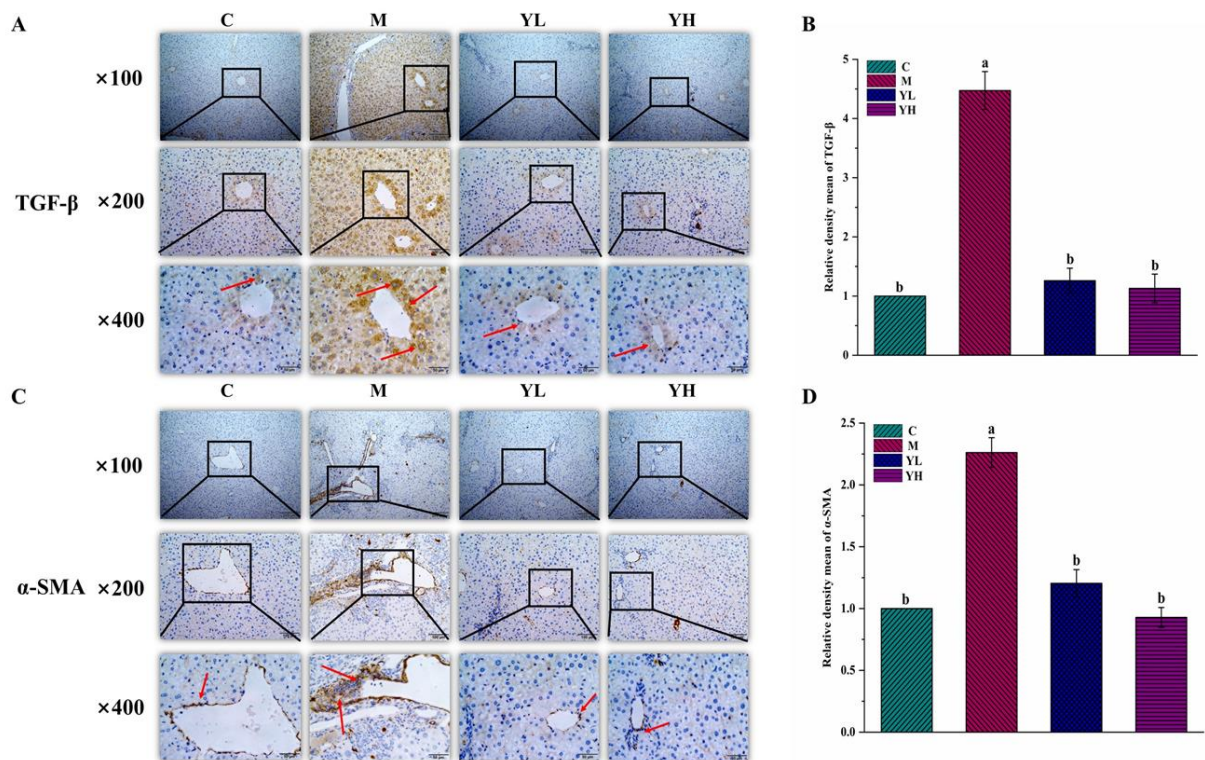 A
C M YL YH
×100
TGF-β ×200
×400
B
C
M
YL
YH
Relative density mean of TGF-β
5
4
3
2
1
0
b
a
b
b
C
C M YL YH
×100
α-SMA ×200
×400
D
C
M
YL
YH
Relative density mean of α-SMA
2.5
2.0
1.5
1.0
0.5
0.0
b
a
b
b